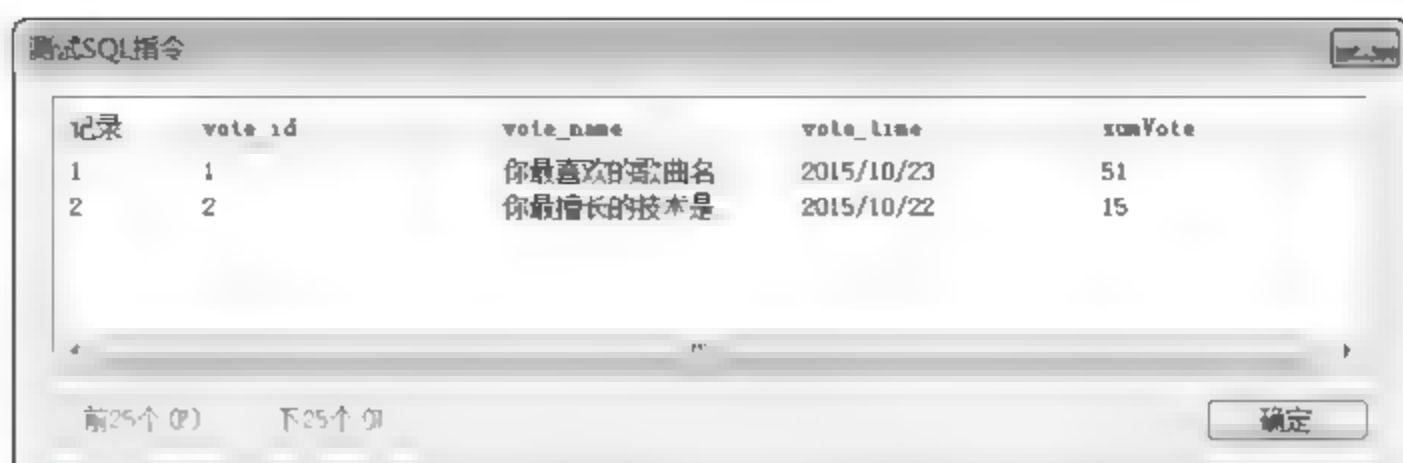 测试SQL指令
记录 vote_id vote_name vote_time sumVote
1 1 你最喜欢的歌曲名 2015/10/23 51
2 2 你最擅长的技术是 2015/10/22 15
前25个(P) 下25个(N)
确定